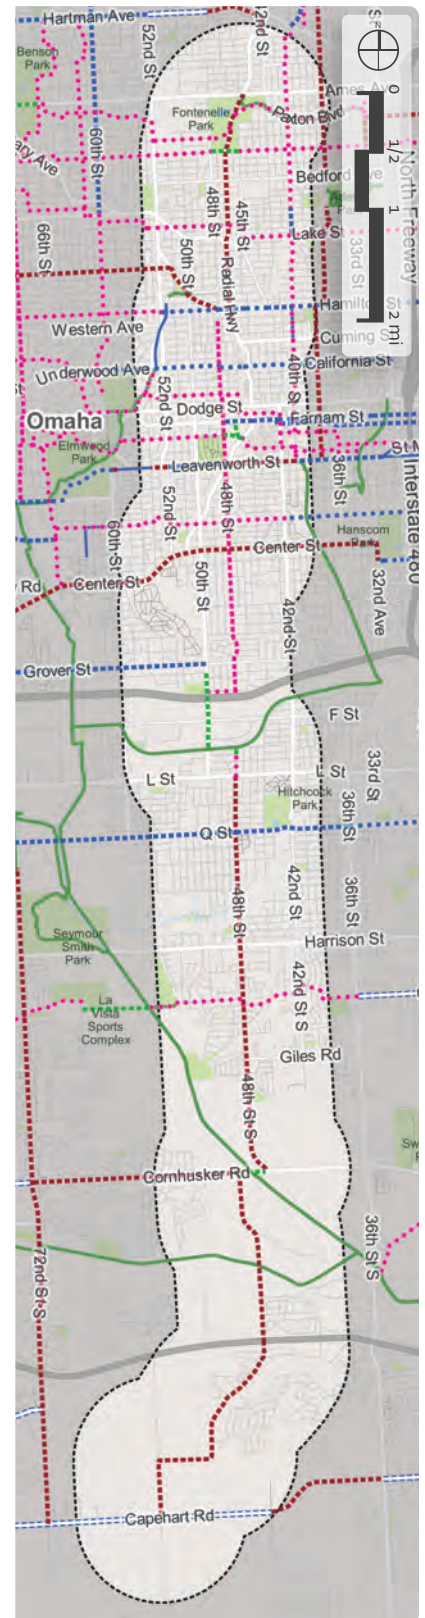 Hartman Ave
52nd St
42nd St
Benson
Park
60th St
Ames Ave
Fontenelle
Park
Paxton Blvd
North Freeway
Bedford Ave
48th St
45th St
66th St
50th St
Radial Hwy
Lake St
33rd St
0
1/2
1
2 mi
Hamilton St
Western Ave
Cuming St
Underwood Ave
40th St
California St
52nd St
Dodge St
Farnam St
Omaha
Elmwood
Park
Leavenworth St
36th St
Interstate 480
52nd St
48th St
60th St
Hanscom
Park
Center St
Center St
50th St
42nd St
32nd Ave
Grover St
F St
L St
L St
33rd St
Hitchcock
Park
36th St
Q St
48th St
42nd St
36th St
Seymour
Smith
Park
Harrison St
42nd St S
La
Vista
Sports
Complex
Giles Rd
48th St S
Cornhusker Rd
36th St S
72nd St S
Capehart Rd